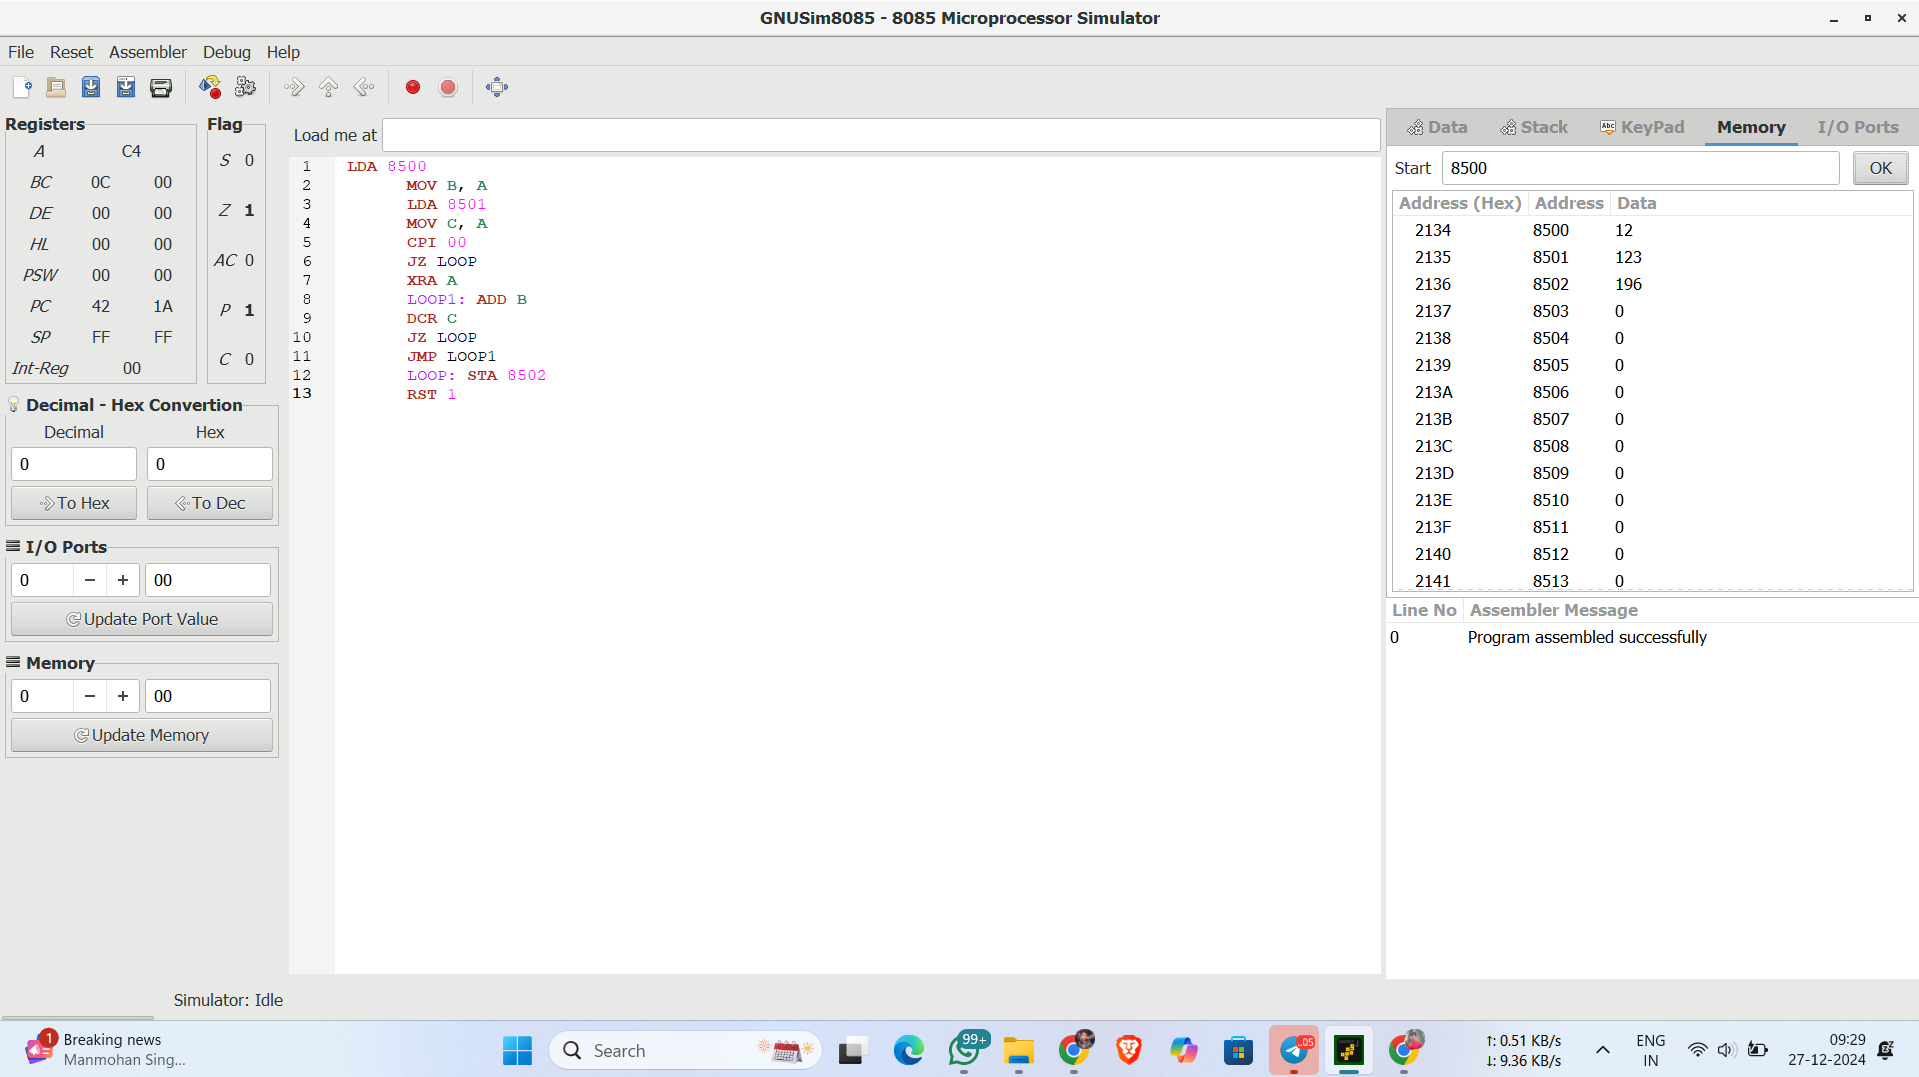 GNUSim8085 - 8085 Microprocessor Simulator
File Reset Assembler Debug Help
Registers
A C4
BC 0C 00
DE 00 00
HL 00 00
PSW 00 00
PC 42 1A
SP FF FF
Int-Reg 00
Flag
S 0
Z 1
AC 0
P 1
C 0
Decimal - Hex Convertion
Decimal Hex
0 0
To Hex To Dec
I/O Ports
0 − + 00
Update Port Value
Memory
0 − + 00
Update Memory
Load me at
1 LDA 8500
2 MOV B, A
3 LDA 8501
4 MOV C, A
5 CPI 00
6 JZ LOOP
7 XRA A
8 LOOP1: ADD B
9 DCR C
10 JZ LOOP
11 JMP LOOP1
12 LOOP: STA 8502
13 RST 1
Data Stack Abc KeyPad Memory I/O Ports
Start 8500 OK
Address (Hex) Address Data
2134 8500 12
2135 8501 123
2136 8502 196
2137 8503 0
2138 8504 0
2139 8505 0
213A 8506 0
213B 8507 0
213C 8508 0
213D 8509 0
213E 8510 0
213F 8511 0
2140 8512 0
2141 8513 0
Line No Assembler Message
0 Program assembled successfully
Simulator: Idle
1
Breaking news
Manmohan Sing...
Search
99+
.05
↑: 0.51 KB/s
↓: 9.36 KB/s
ENG
IN
09:29
27-12-2024